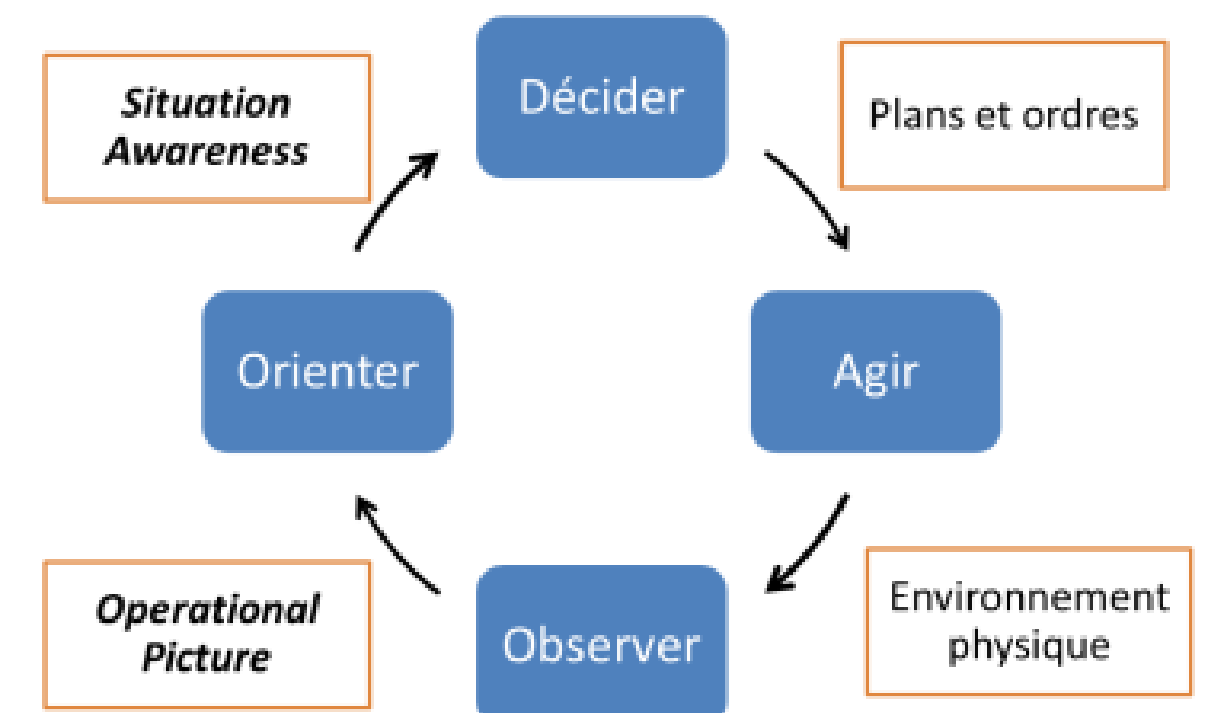 Situation
Awareness
Décider
Plans et ordres
Orienter
Agir
Operational
Picture
Observer
Environnement
physique